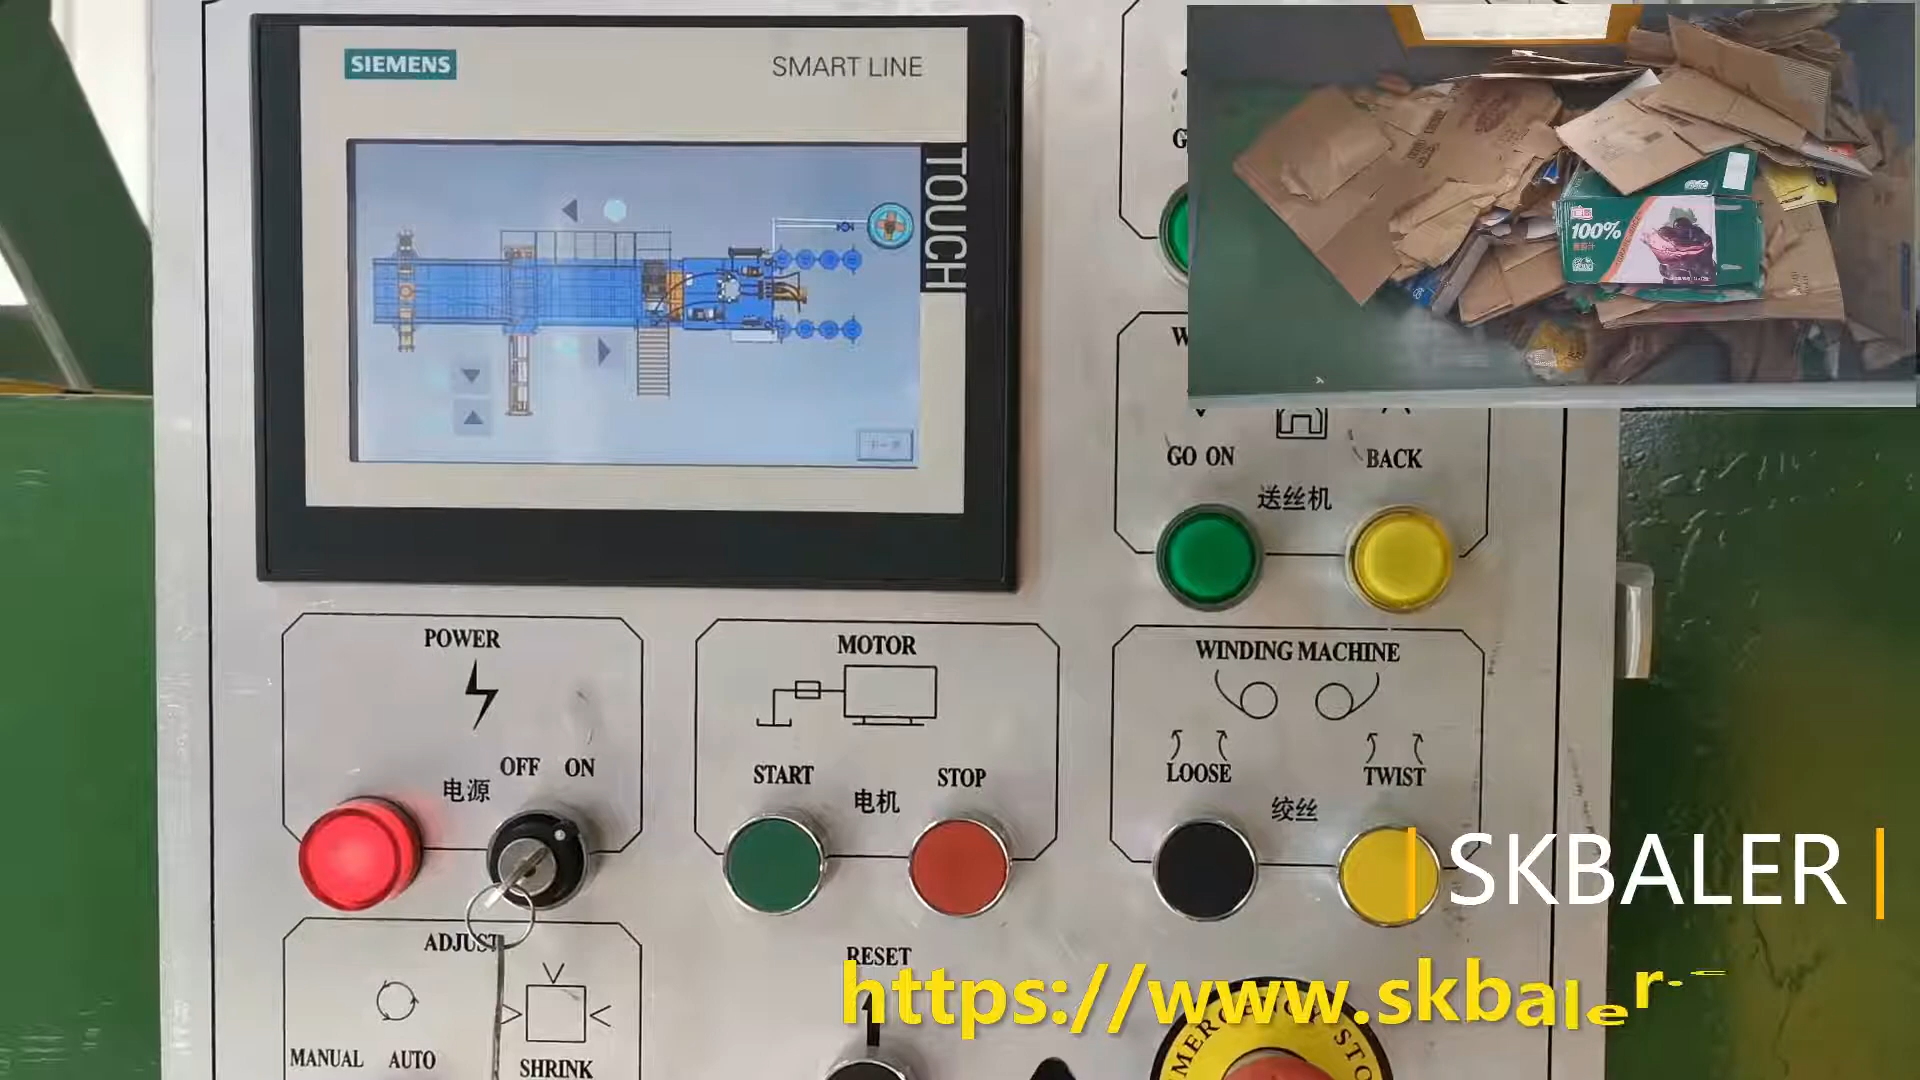 SIEMENS
SMART LINE
TOUCH
100%
GO ON
BACK
送丝机
POWER
OFF ON
电源
MOTOR
START
STOP
电机
WINDING MACHINE
LOOSE
TWIST
绞丝
SKBALER
ADJUST
MANUAL AUTO
SHRINK
RESET
https://www.skbaler